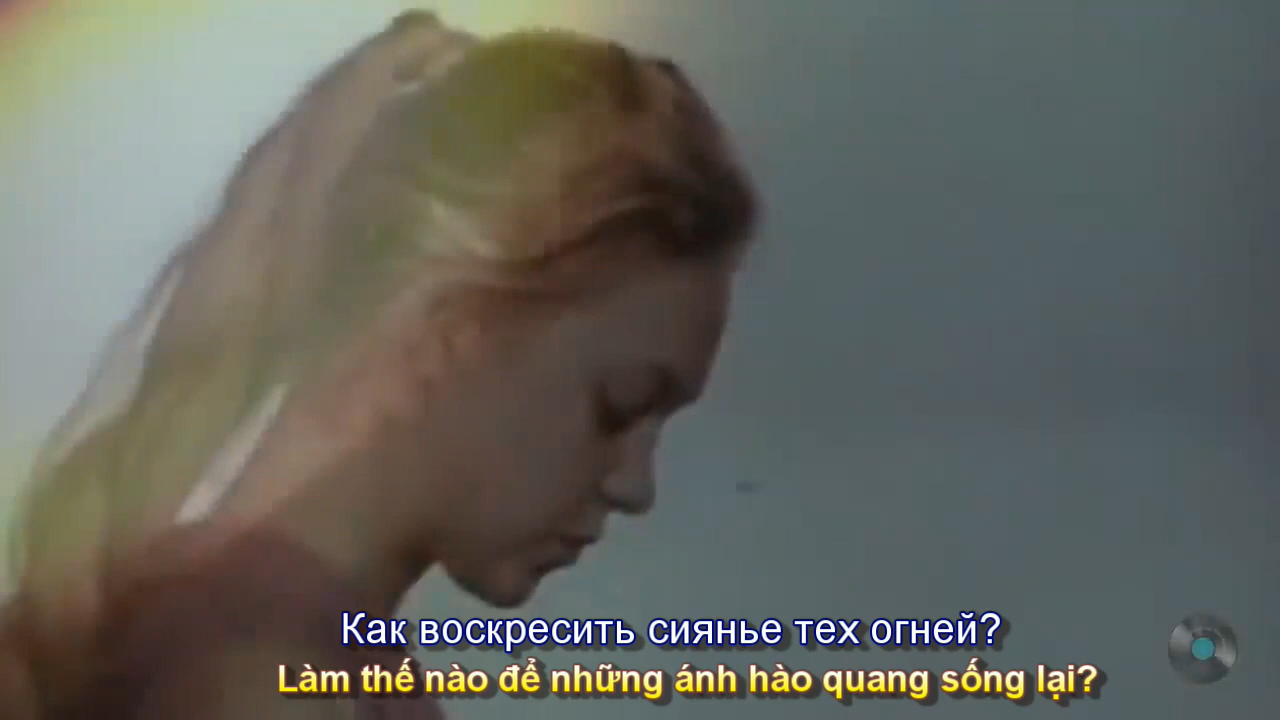 Как воскресить сиянье тех огней?
Làm thế nào để những ánh hào quang sống lại?